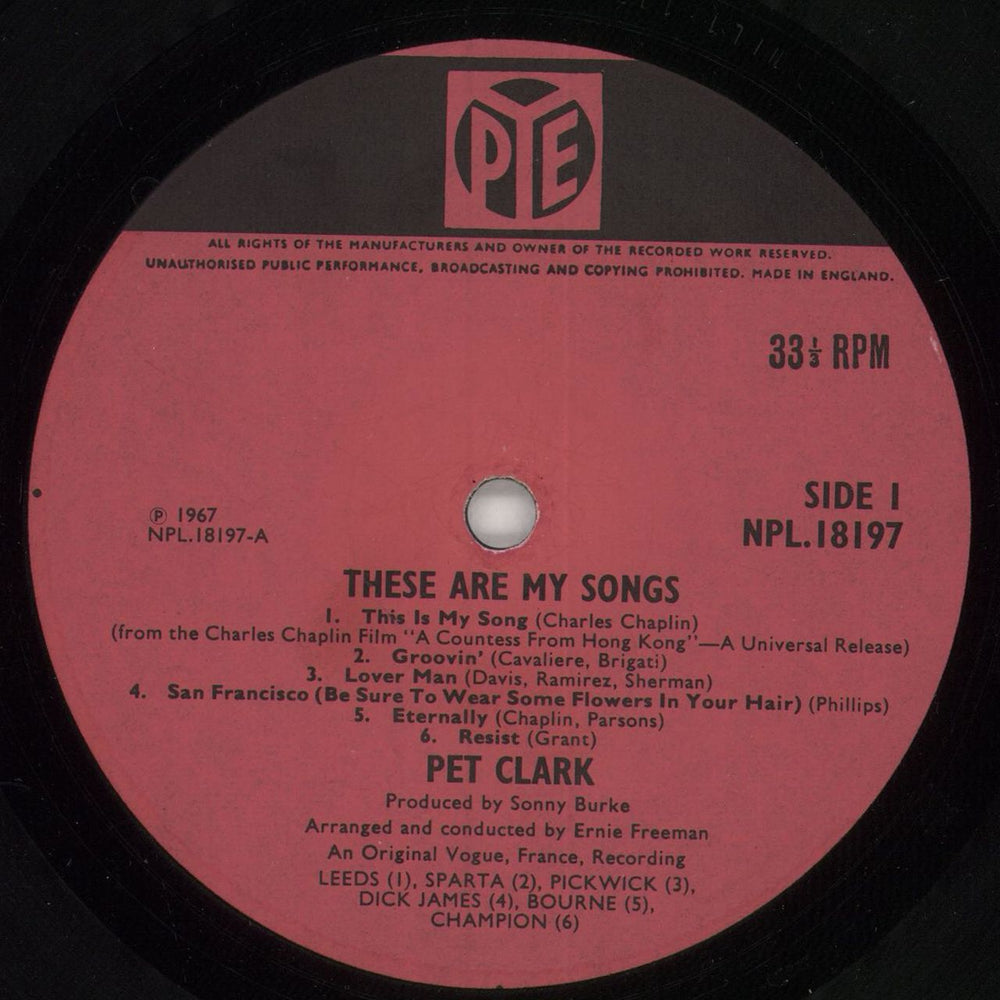 PYE
ALL RIGHTS OF THE MANUFACTURERS AND OWNER OF THE RECORDED WORK RESERVED.
UNAUTHORISED PUBLIC PERFORMANCE, BROADCASTING AND COPYING PROHIBITED. MADE IN ENGLAND.
33⅓ RPM
SIDE 1
NPL.18197
℗ 1967
NPL.18197-A
THESE ARE MY SONGS
1. This Is My Song (Charles Chaplin)
(from the Charles Chaplin Film "A Countess From Hong Kong"—A Universal Release)
2. Groovin' (Cavaliere, Brigati)
3. Lover Man (Davis, Ramirez, Sherman)
4. San Francisco (Be Sure To Wear Some Flowers In Your Hair) (Phillips)
5. Eternally (Chaplin, Parsons)
6. Resist (Grant)
PET CLARK
Produced by Sonny Burke
Arranged and conducted by Ernie Freeman
An Original Vogue, France, Recording
LEEDS (1), SPARTA (2), PICKWICK (3),
DICK JAMES (4), BOURNE (5),
CHAMPION (6)